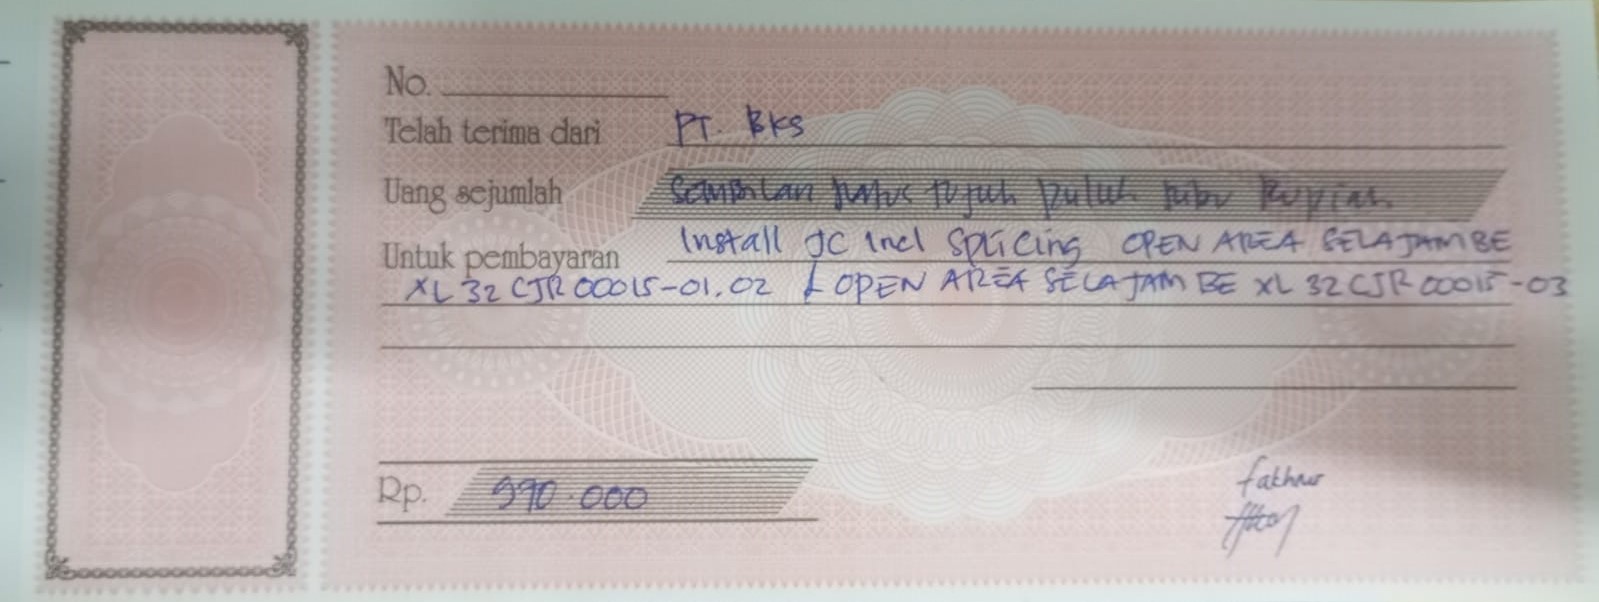 No.
Telah terima dari PT. BKS
Uang sejumlah Sembilan Ratus tujuh puluh ribu Rupiah
Untuk pembayaran Install JC Incl Splicing OPEN AREA SELAJAMBE
XL 32 CJR 00015-01.02 & OPEN AREA SELAJAMBE XL 32 CJR 00015-03
Rp. 970.000
fakhrur